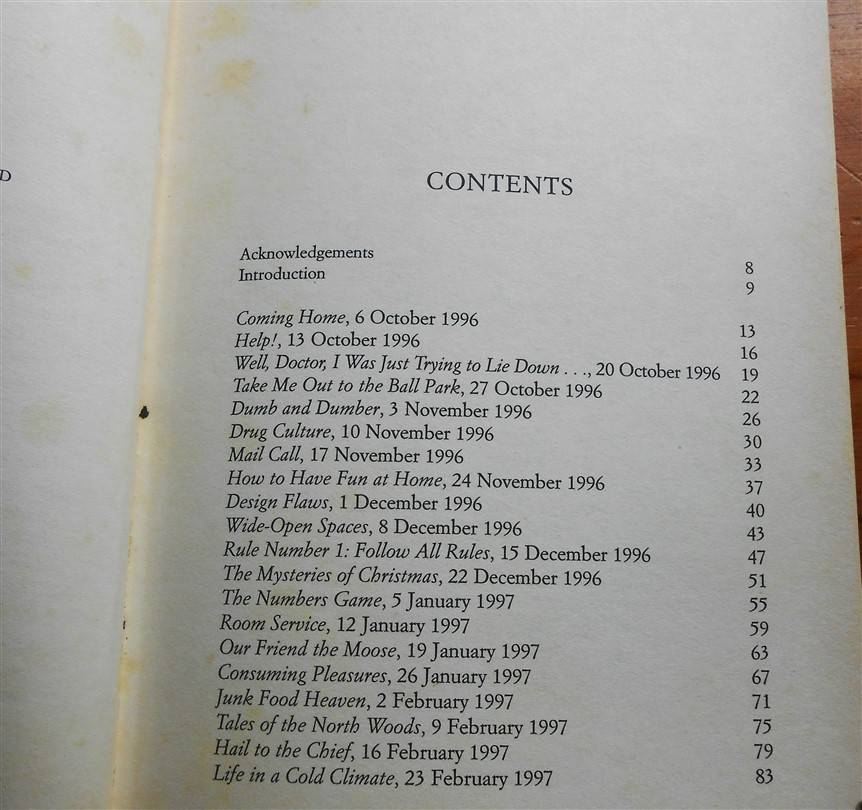 D
CONTENTS
Acknowledgements 8
Introduction 9
Coming Home, 6 October 1996 13
Help!, 13 October 1996 16
Well, Doctor, I Was Just Trying to Lie Down . . ., 20 October 1996 19
Take Me Out to the Ball Park, 27 October 1996 22
Dumb and Dumber, 3 November 1996 26
Drug Culture, 10 November 1996 30
Mail Call, 17 November 1996 33
How to Have Fun at Home, 24 November 1996 37
Design Flaws, 1 December 1996 40
Wide-Open Spaces, 8 December 1996 43
Rule Number 1: Follow All Rules, 15 December 1996 47
The Mysteries of Christmas, 22 December 1996 51
The Numbers Game, 5 January 1997 55
Room Service, 12 January 1997 59
Our Friend the Moose, 19 January 1997 63
Consuming Pleasures, 26 January 1997 67
Junk Food Heaven, 2 February 1997 71
Tales of the North Woods, 9 February 1997 75
Hail to the Chief, 16 February 1997 79
Life in a Cold Climate, 23 February 1997 83